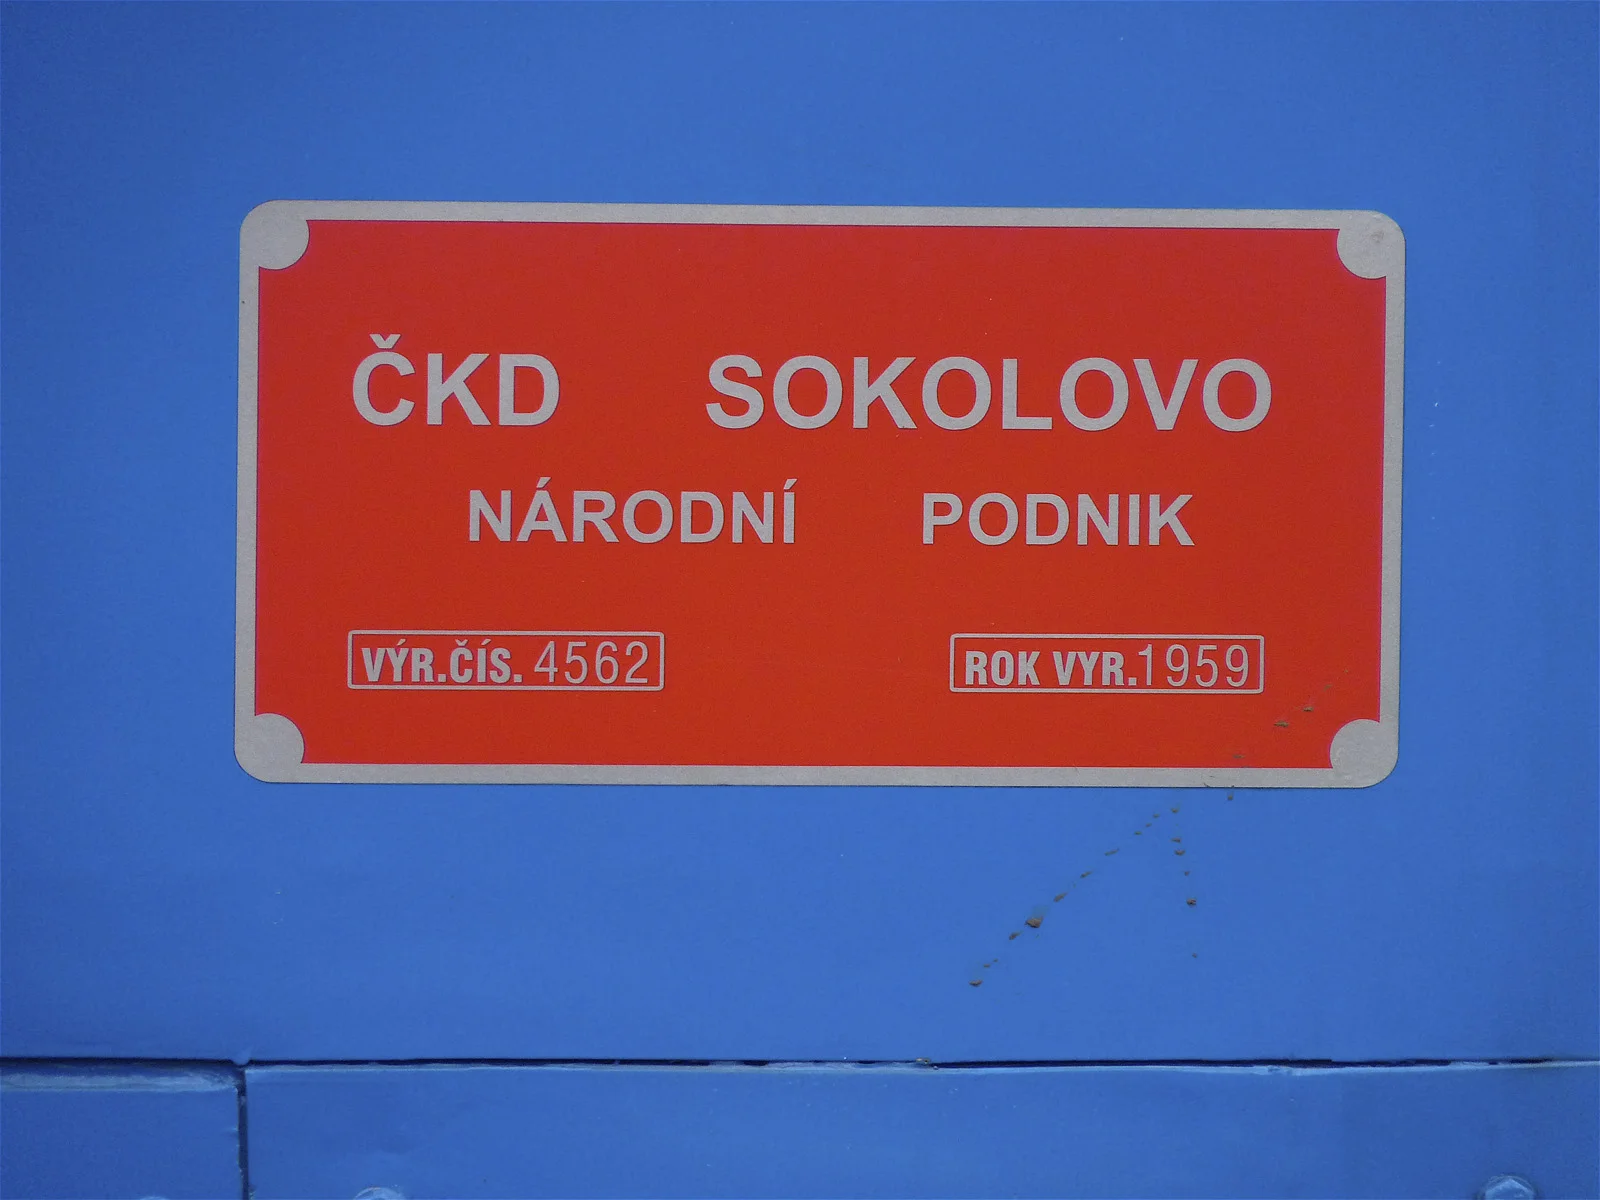 ČKD SOKOLOVO
NÁRODNÍ PODNIK
VÝR.ČÍS. 4562 ROK VYR. 1959